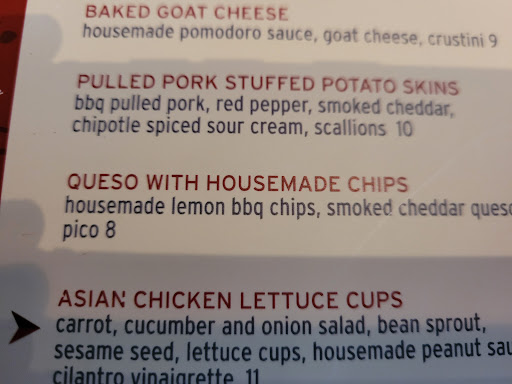 BAKED GOAT CHEESE
housemade pomodoro sauce, goat cheese, crustini 9
PULLED PORK STUFFED POTATO SKINS
bbq pulled pork, red pepper, smoked cheddar,
chipotle spiced sour cream, scallions 10
QUESO WITH HOUSEMADE CHIPS
housemade lemon bbq chips, smoked cheddar queso
pico 8
ASIAN CHICKEN LETTUCE CUPS
carrot, cucumber and onion salad, bean sprout,
sesame seed, lettuce cups, housemade peanut sau
cilantro vinaigrette 11